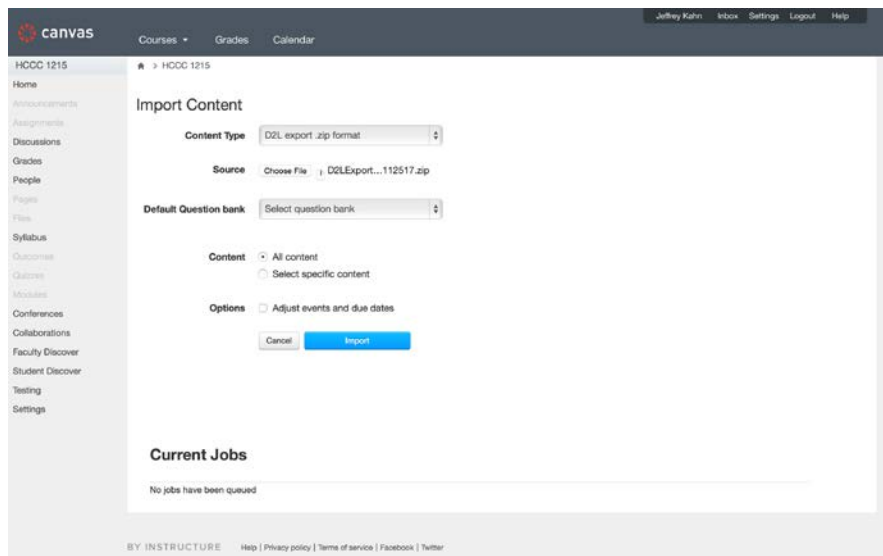 Jeffrey Kahn Inbox Settings Logout Help
canvas
Courses Grades Calendar
HCCC 1215
> HCCC 1215
Home
Announcements
Assignments
Discussions
Grades
People
Pages
Files
Syllabus
Outcomes
Quizzes
Modules
Conferences
Collaborations
Faculty Discover
Student Discover
Testing
Settings
Import Content
Content Type D2L export .zip format
Source Choose File D2LExport...112517.zip
Default Question bank Select question bank
Content All content
Select specific content
Options Adjust events and due dates
Cancel Import
Current Jobs
No jobs have been queued
BY INSTRUCTURE Help | Privacy policy | Terms of service | Facebook | Twitter